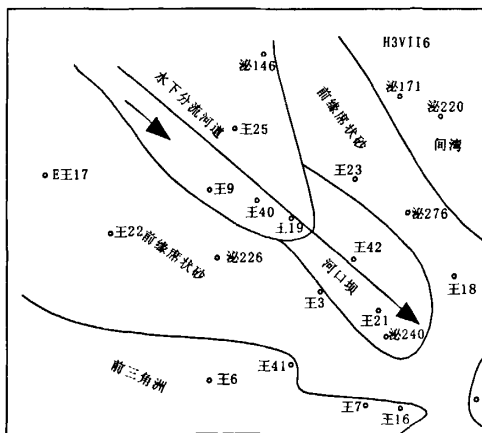 H3VII6
泌146
水下分流河道
前缘席状砂
泌171
泌220
间湾
王25
E王17
王9
王23
王40
王19
泌276
王22
前缘席状砂
泌226
王42
河口坝
王18
王3
王21
泌240
前三角洲
王6
王41
王7
王16